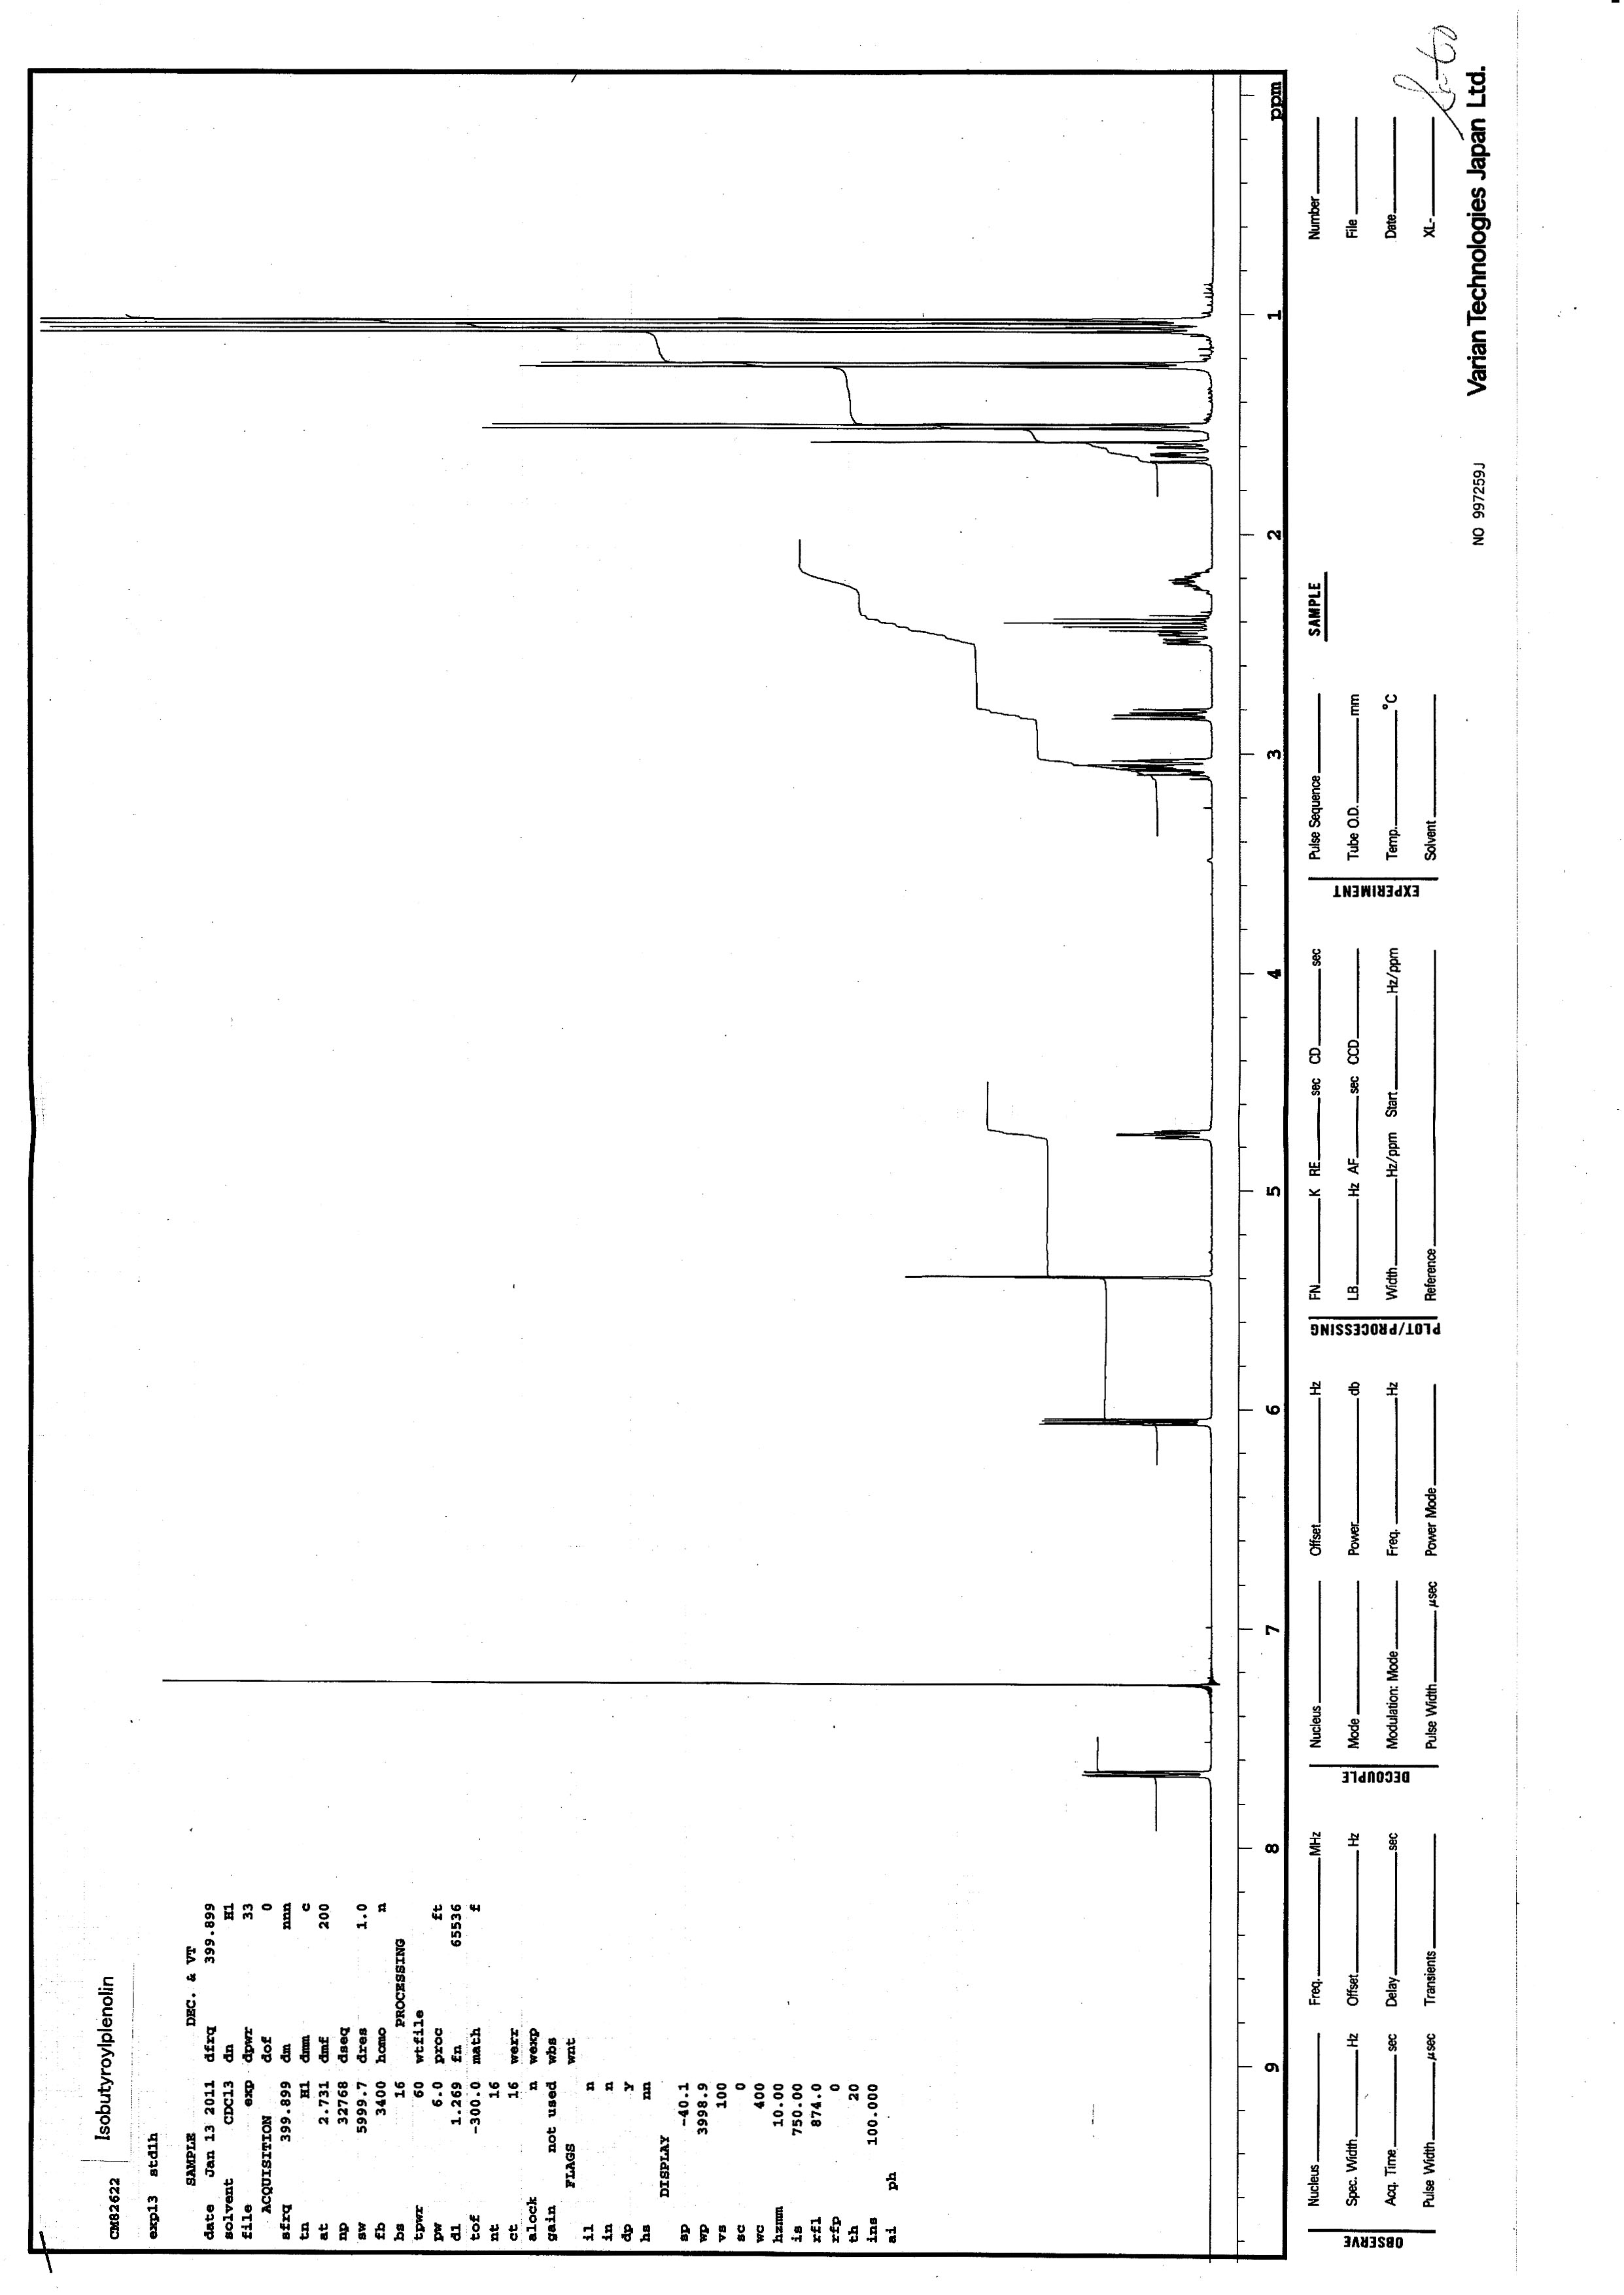 CM82622 Isobutyroylplenolin
exp13 std1h
SAMPLE DEC. & VT
date Jan 13 2011 dfrq 399.899
solvent CDCl3 dn H1
file exp dpwr 33
ACQUISITION dof 0
sfrq 399.899 dm nnn
tn H1 dmm c
at 2.731 dmf 200
np 32768 dseq
sw 5999.7 dres 1.0
fb 3400 homo n
bs 16 PROCESSING
tpwr 60 wtfile
pw 6.0 proc ft
d1 1.269 fn 65536
tof -300.0 math f
nt 16
ct 16 werr
alock n wexp
gain not used wbs
FLAGS wnt
il n
in n
dp y
hs nn
DISPLAY
sp -40.1
wp 3998.9
vs 100
sc 0
wc 400
hzmm 10.00
is 750.00
rfl 874.0
rfp 0
th 20
ins 100.000
ai ph
9 8 7 6 5 4 3 2 1 ppm
OBSERVE
Nucleus Freq. MHz
Spec. Width Hz Offset Hz
Acq. Time sec Delay sec
Pulse Width μsec Transients
DECOUPLE
Nucleus Offset Hz
Mode Power db
Modulation: Mode Freq. Hz
Pulse Width μsec Power Mode
PLOT/PROCESSING
FN K RE sec CD sec
LB Hz AF sec CCD
Width Hz/ppm Start Hz/ppm
Reference
EXPERIMENT
Pulse Sequence
Tube O.D. mm
Temp. °C
Solvent
SAMPLE
Number
File
Date
XL-
NO 997259J
Varian Technologies Japan Ltd.